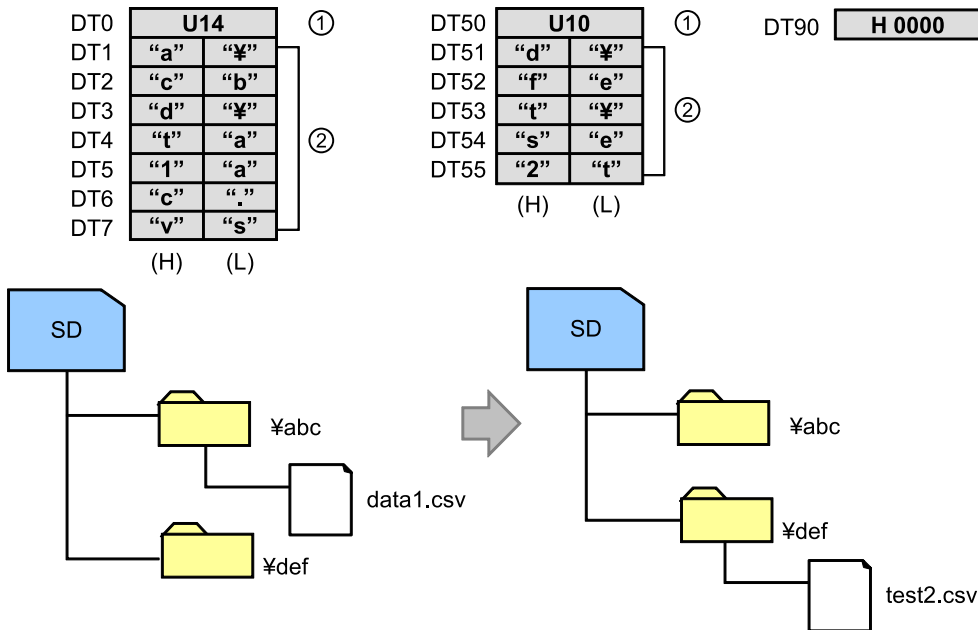 DT0 U14 ①
DT1 “a” “¥”
DT2 “c” “b”
DT3 “d” “¥”
DT4 “t” “a” ②
DT5 “1” “a”
DT6 “c” “.”
DT7 “v” “s”
(H) (L)
DT50 U10 ①
DT51 “d” “¥”
DT52 “f” “e”
DT53 “t” “¥” ②
DT54 “s” “e”
DT55 “2” “t”
(H) (L)
DT90 H 0000
SD
¥abc
data1.csv
¥def
SD
¥abc
¥def
test2.csv